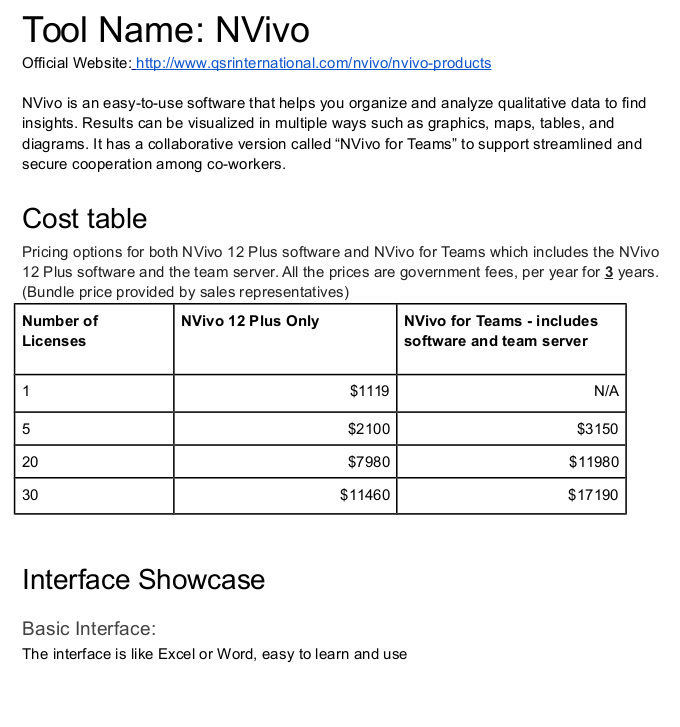 Tool Name: NVivo
Official Website: http://www.qsrinternational.com/nvivo/nvivo-products
NVivo is an easy-to-use software that helps you organize and analyze qualitative data to find
insights. Results can be visualized in multiple ways such as graphics, maps, tables, and
diagrams. It has a collaborative version called “NVivo for Teams” to support streamlined and
secure cooperation among co-workers.
Cost table
Pricing options for both NVivo 12 Plus software and NVivo for Teams which includes the NVivo
12 Plus software and the team server. All the prices are government fees, per year for 3 years.
(Bundle price provided by sales representatives)
Number of Licenses NVivo 12 Plus Only NVivo for Teams - includes software and team server
1 $1119 N/A
5 $2100 $3150
20 $7980 $11980
30 $11460 $17190
Interface Showcase
Basic Interface:
The interface is like Excel or Word, easy to learn and use